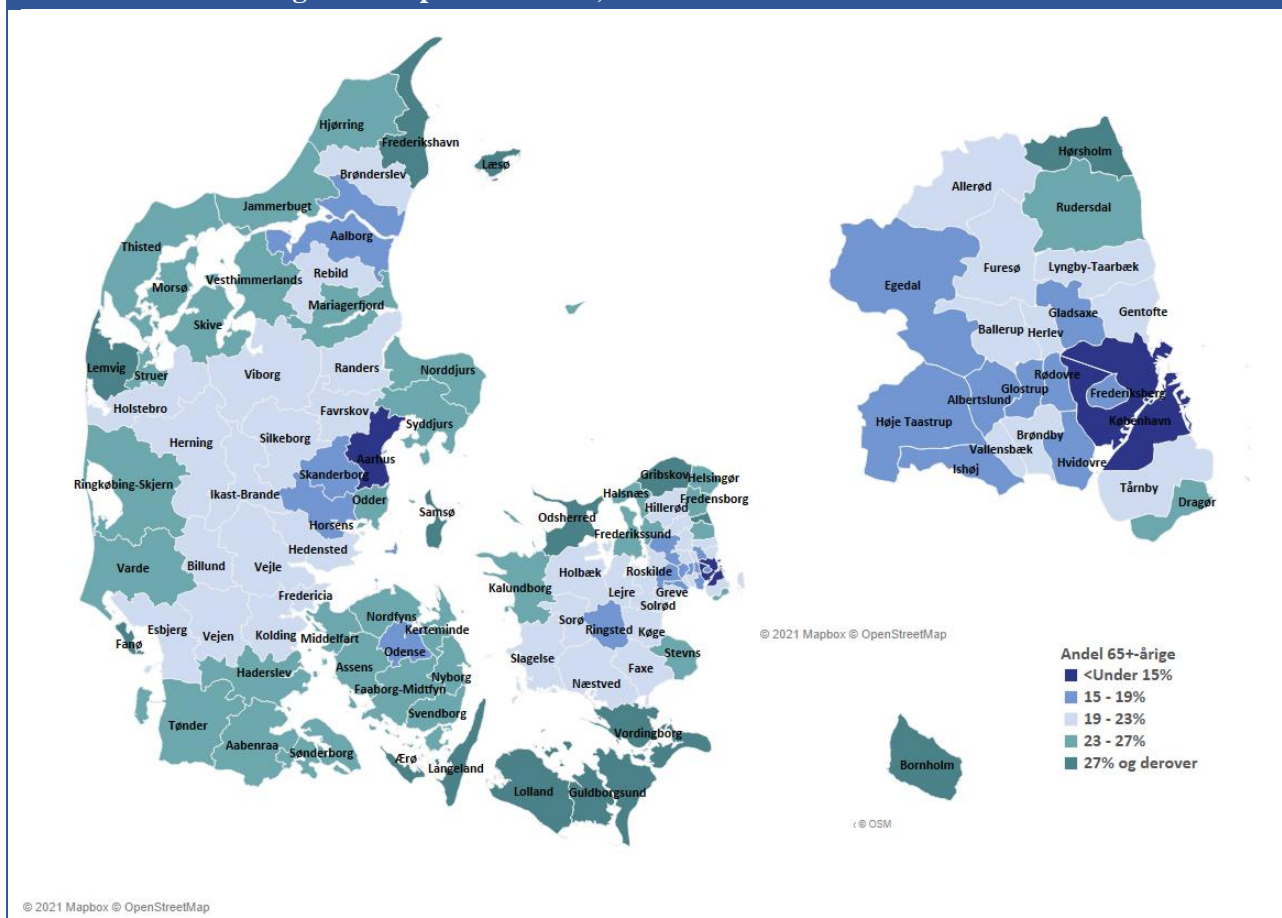 Hjørring
Frederikshavn
Læsø
Brønderslev
Jammerbugt
Aalborg
Thisted
Vesthimmerlands
Rebild
Morsø
Mariagerfjord
Skive
Lemvig
Struer
Viborg
Randers
Norddjurs
Holstebro
Favrskov
Syddjurs
Herning
Silkeborg
Aarhus
Skanderborg
Ringkøbing-Skjern
Ikast-Brande
Odder
Samsø
Horsens
Hedensted
Varde
Billund
Vejle
Fredericia
Esbjerg
Vejen
Kolding
Fanø
Middelfart
Nordfyns
Kerteminde
Odense
Haderslev
Assens
Nyborg
Faaborg-Midtfyn
Svendborg
Tønder
Aabenraa
Sønderborg
Ærø
Langeland
Gribskov
Helsingør
Halsnæs
Fredensborg
Hillerød
Odsherred
Frederikssund
Holbæk
Roskilde
Kalundborg
Lejre
Greve
Solrød
Sorø
Ringsted
Køge
Stevns
Slagelse
Faxe
Næstved
Vordingborg
Lolland
Guldborgsund
Hørsholm
Allerød
Rudersdal
Furesø
Lyngby-Taarbæk
Egedal
Gladsaxe
Gentofte
Ballerup
Herlev
Rødovre
Glostrup
Frederiksberg
Albertslund
København
Høje Taastrup
Brøndby
Vallensbæk
Hvidovre
Ishøj
Tårnby
Dragør
© 2021 Mapbox © OpenStreetMap
Andel 65+-årige
<Under 15%
15 - 19%
19 - 23%
23 - 27%
27% og derover
Bornholm
© OSM
© 2021 Mapbox © OpenStreetMap